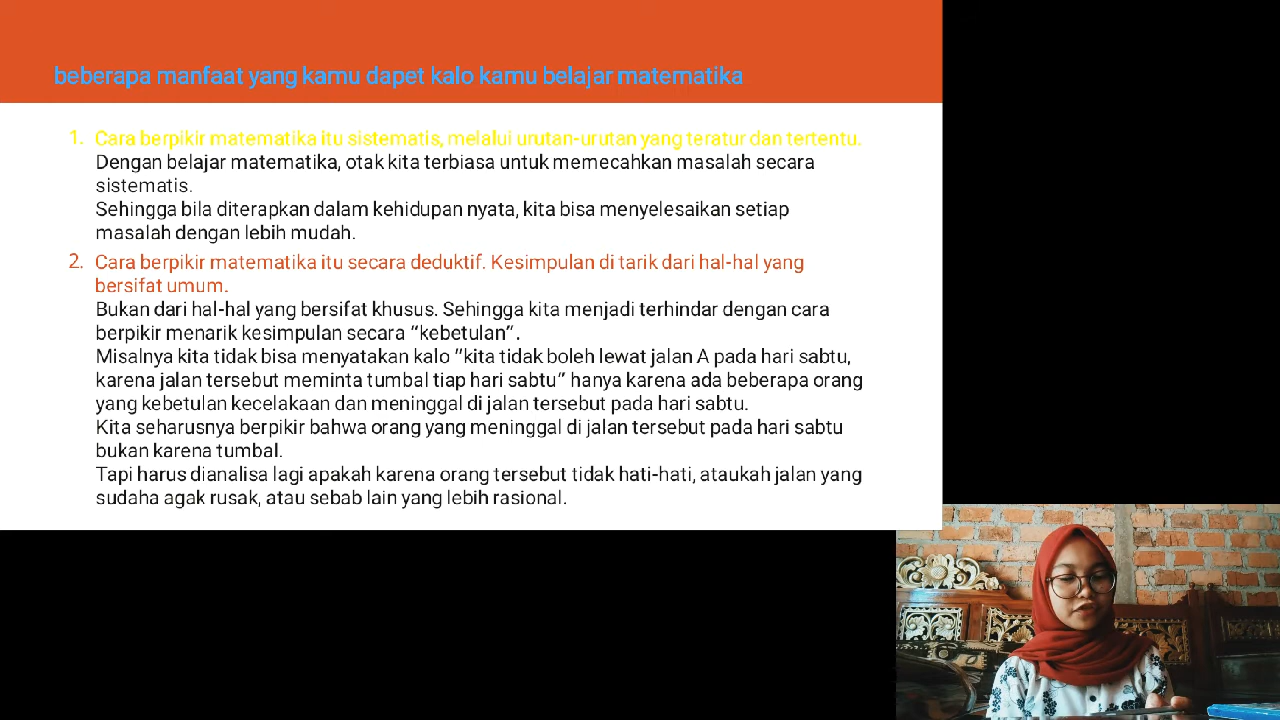 beberapa manfaat yang kamu dapet kalo kamu belajar matematika
1. Cara berpikir matematika itu sistematis, melalui urutan-urutan yang teratur dan tertentu.
Dengan belajar matematika, otak kita terbiasa untuk memecahkan masalah secara
sistematis.
Sehingga bila diterapkan dalam kehidupan nyata, kita bisa menyelesaikan setiap
masalah dengan lebih mudah.
2. Cara berpikir matematika itu secara deduktif. Kesimpulan di tarik dari hal-hal yang
bersifat umum.
Bukan dari hal-hal yang bersifat khusus. Sehingga kita menjadi terhindar dengan cara
berpikir menarik kesimpulan secara “kebetulan”.
Misalnya kita tidak bisa menyatakan kalo “kita tidak boleh lewat jalan A pada hari sabtu,
karena jalan tersebut meminta tumbal tiap hari sabtu” hanya karena ada beberapa orang
yang kebetulan kecelakaan dan meninggal di jalan tersebut pada hari sabtu.
Kita seharusnya berpikir bahwa orang yang meninggal di jalan tersebut pada hari sabtu
bukan karena tumbal.
Tapi harus dianalisa lagi apakah karena orang tersebut tidak hati-hati, ataukah jalan yang
sudaha agak rusak, atau sebab lain yang lebih rasional.